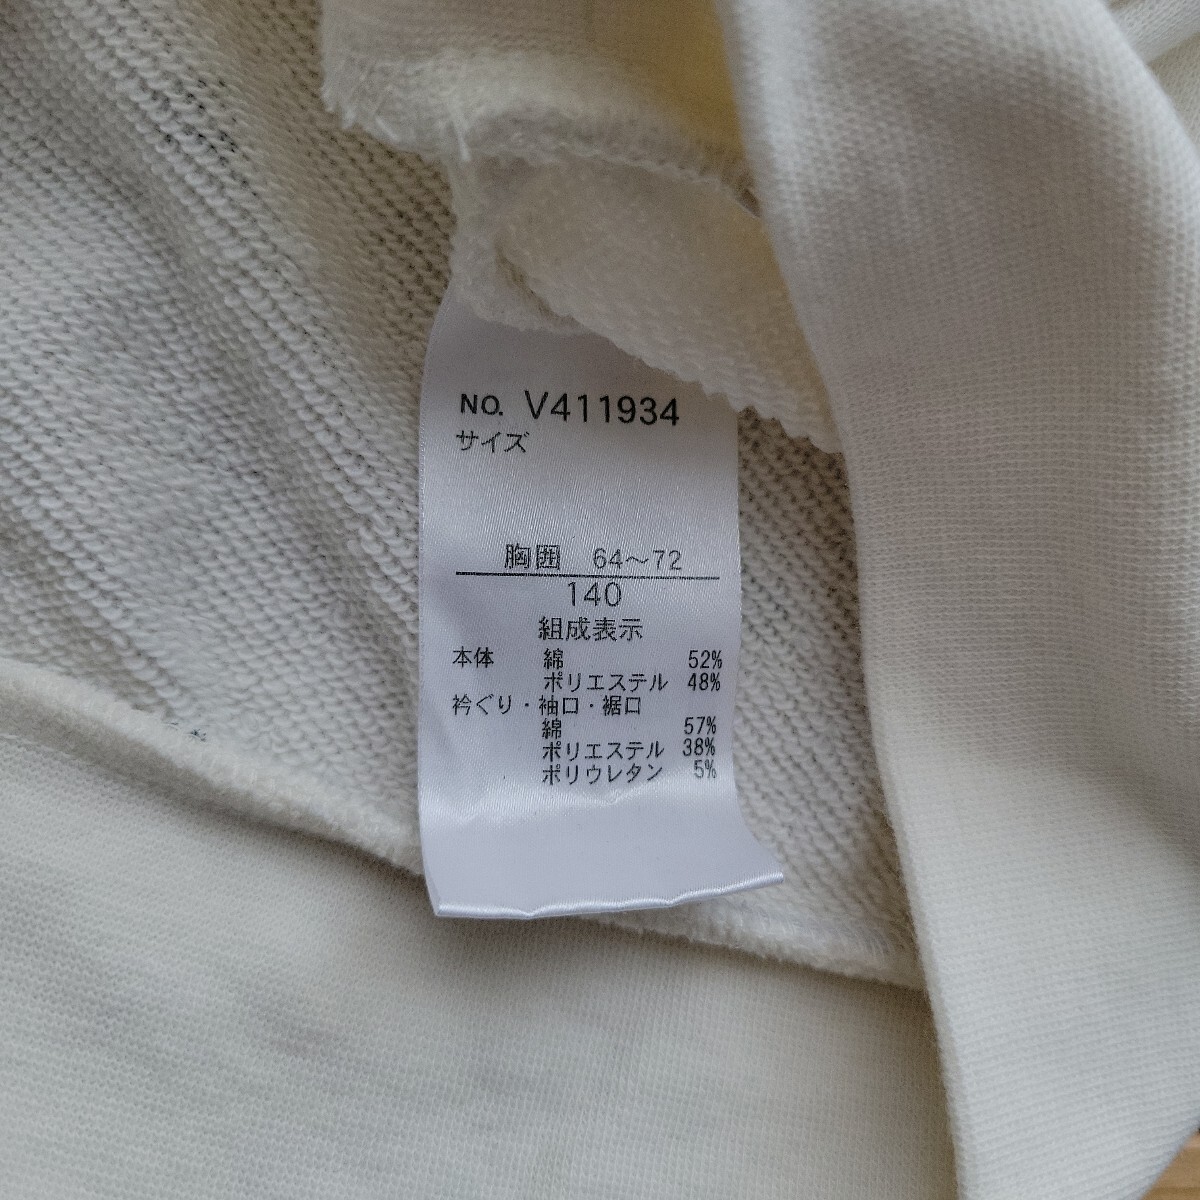 NO. V411934
サイズ
胸囲 64～72
140
組成表示
本体 綿 52%
ポリエステル 48%
衿ぐり・袖口・裾口
綿 57%
ポリエステル 38%
ポリウレタン 5%